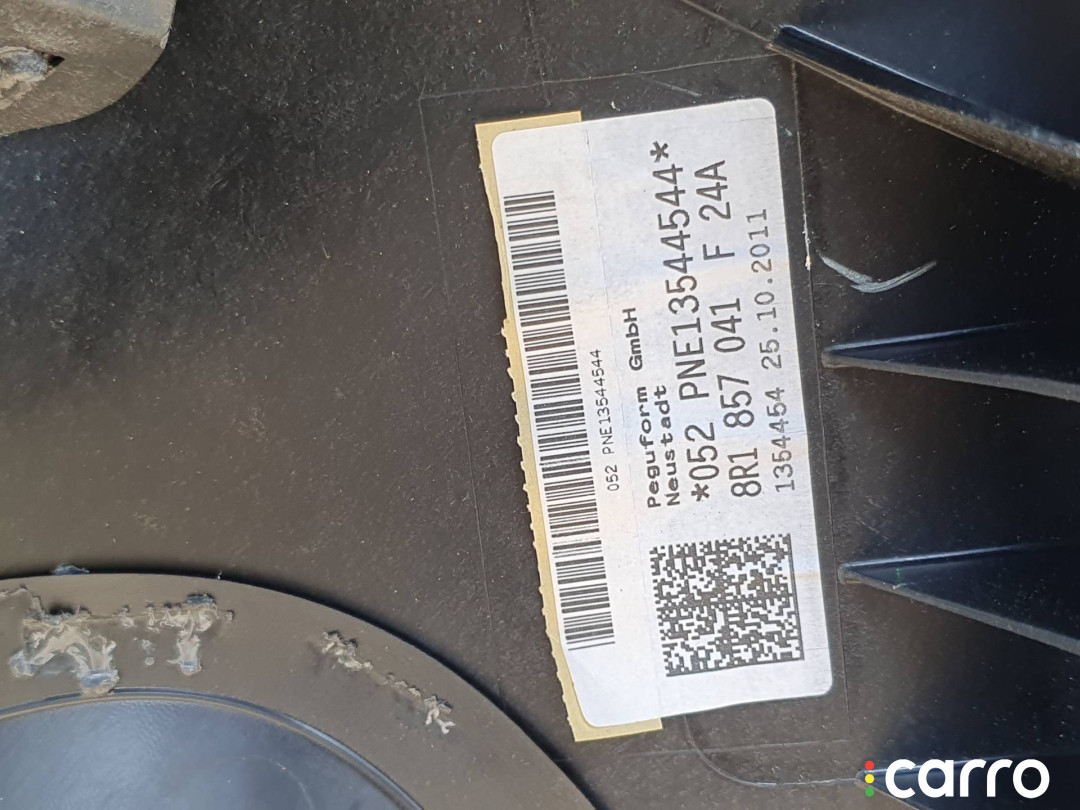 052 PNE13544544
Peguform GmbH
Neustadt
*052 PNE13544544*
8R1 857 041 F 24A
1354454 25.10.2011
carro